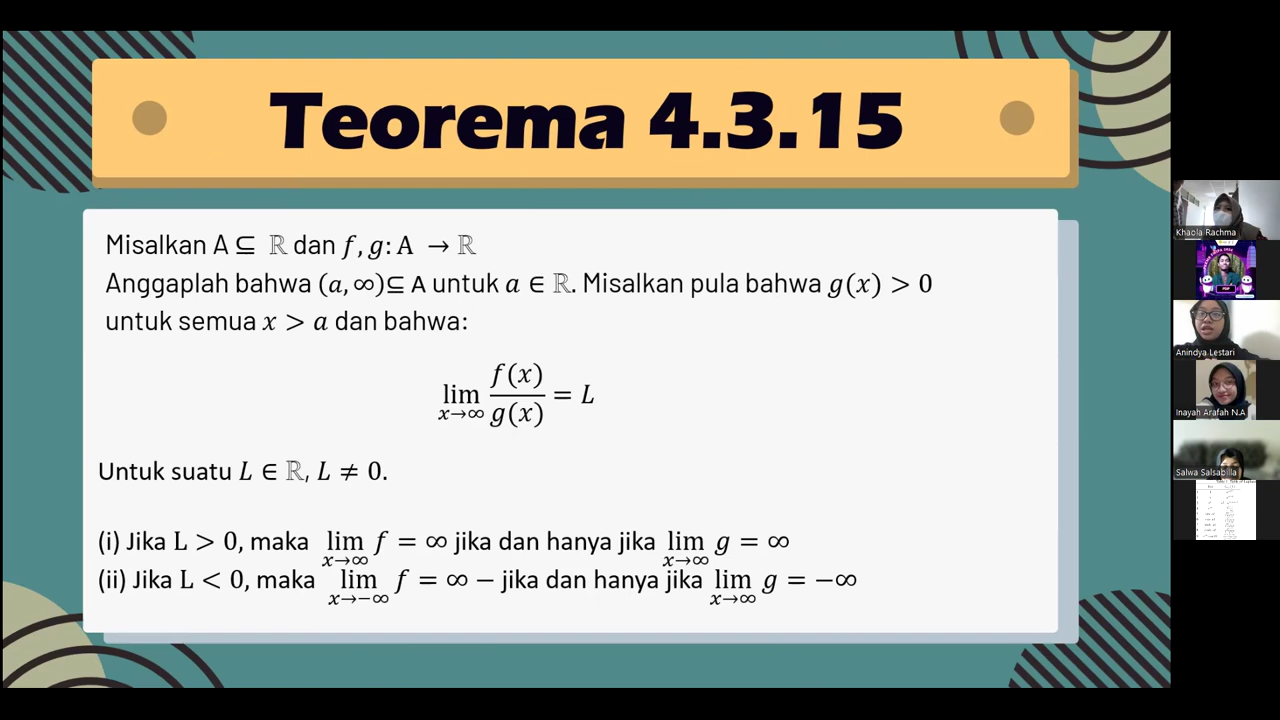 Teorema 4.3.15
Misalkan A ⊆ ℝ dan f, g: A → ℝ
Anggaplah bahwa (a, ∞)⊆ A untuk a ∈ ℝ. Misalkan pula bahwa g(x) > 0
untuk semua x > a dan bahwa:
lim x→∞ f(x)/g(x) = L
Untuk suatu L ∈ ℝ, L ≠ 0.
(i) Jika L > 0, maka lim x→∞ f = ∞ jika dan hanya jika lim x→∞ g = ∞
(ii) Jika L < 0, maka lim x→−∞ f = ∞ − jika dan hanya jika lim x→∞ g = −∞
Khaola Rachma
Anindya Lestari
Inayah Arafah N.A
Salwa Salsabilla